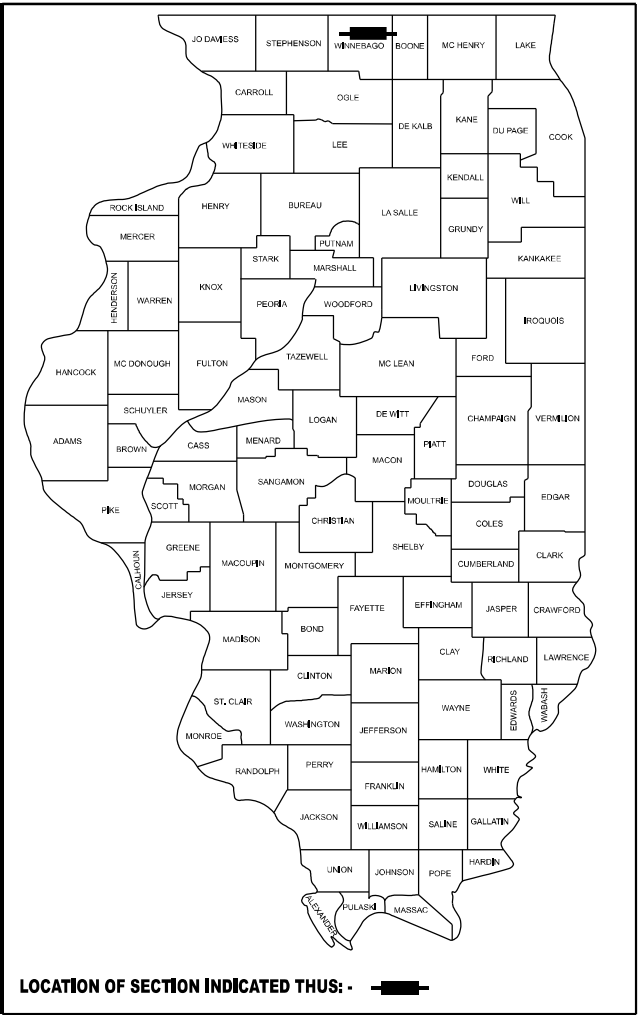 JO DAVIESS
STEPHENSON
WINNEBAGO
BOONE
MC HENRY
LAKE
CARROLL
OGLE
DE KALB
KANE
DU PAGE
COOK
WHITESIDE
LEE
KENDALL
WILL
ROCK ISLAND
HENRY
BUREAU
LA SALLE
GRUNDY
MERCER
PUTNAM
KANKAKEE
STARK
MARSHALL
HENDERSON
WARREN
KNOX
PEORIA
WOODFORD
LIVINGSTON
IROQUOIS
HANCOCK
MC DONOUGH
FULTON
TAZEWELL
MC LEAN
FORD
SCHUYLER
MASON
LOGAN
DE WITT
CHAMPAIGN
VERMILION
ADAMS
BROWN
CASS
MENARD
MACON
PIATT
PIKE
SCOTT
MORGAN
SANGAMON
CHRISTIAN
MOULTRIE
DOUGLAS
EDGAR
COLES
CALHOUN
GREENE
MACOUPIN
MONTGOMERY
SHELBY
CUMBERLAND
CLARK
JERSEY
FAYETTE
EFFINGHAM
JASPER
CRAWFORD
MADISON
BOND
CLAY
RICHLAND
LAWRENCE
CLINTON
MARION
ST. CLAIR
WAYNE
EDWARDS
WABASH
MONROE
WASHINGTON
JEFFERSON
RANDOLPH
PERRY
HAMILTON
WHITE
FRANKLIN
JACKSON
WILLIAMSON
SALINE
GALLATIN
UNION
JOHNSON
POPE
HARDIN
ALEXANDER
PULASKI
MASSAC
LOCATION OF SECTION INDICATED THUS: -